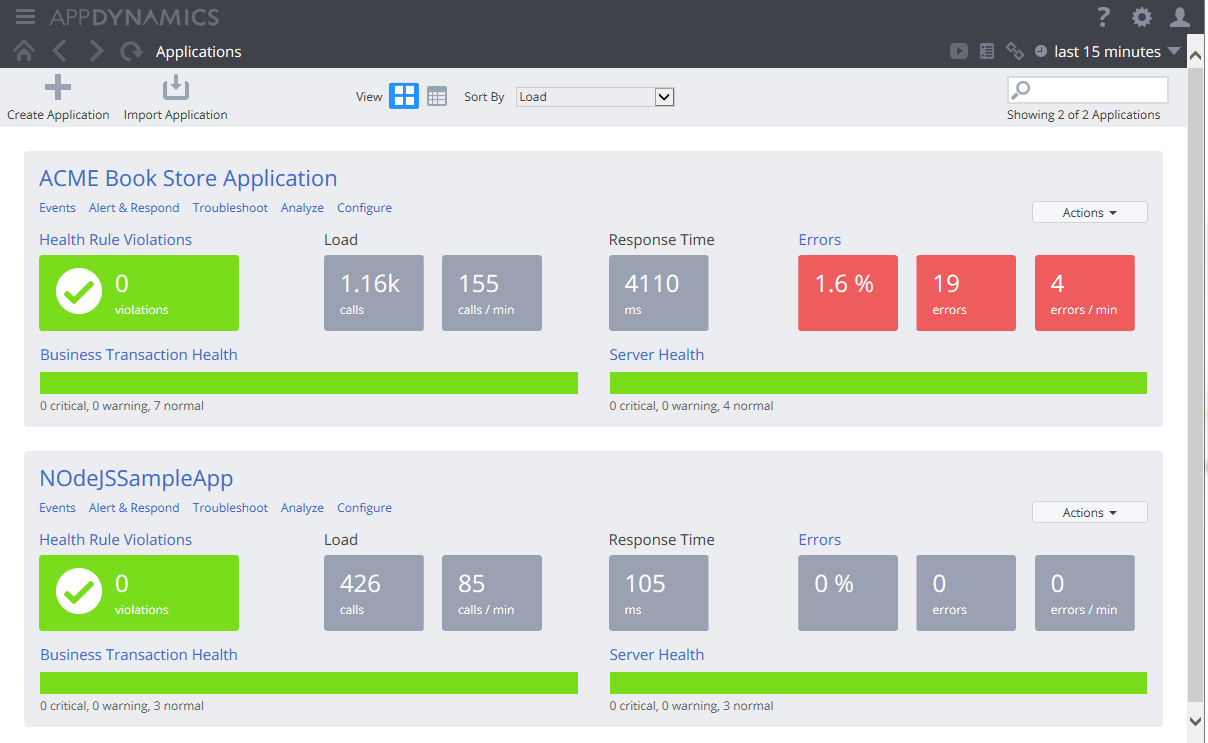 APPDYNAMICS ?
Applications last 15 minutes
Create Application Import Application View Sort By Load
Showing 2 of 2 Applications
ACME Book Store Application
Events Alert & Respond Troubleshoot Analyze Configure
Actions
Health Rule Violations Load Response Time Errors
0 1.16k 155 4110 1.6 % 19 4
violations calls calls / min ms errors errors / min
Business Transaction Health Server Health
0 critical, 0 warning, 7 normal 0 critical, 0 warning, 4 normal
NOdeJSSampleApp
Events Alert & Respond Troubleshoot Analyze Configure
Actions
Health Rule Violations Load Response Time Errors
0 426 85 105 0 % 0 0
violations calls calls / min ms errors errors / min
Business Transaction Health Server Health
0 critical, 0 warning, 3 normal 0 critical, 0 warning, 3 normal